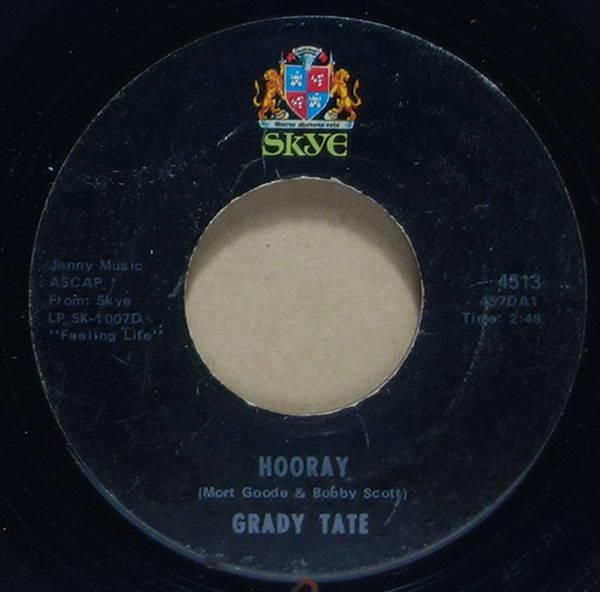 SKYE
Jenny Music
ASCAP
From: Skye
LP SK-1007D
"Feeling Life"
4513
457DA1
Time: 2:48
HOORAY
(Mort Goode & Bobby Scott)
GRADY TATE